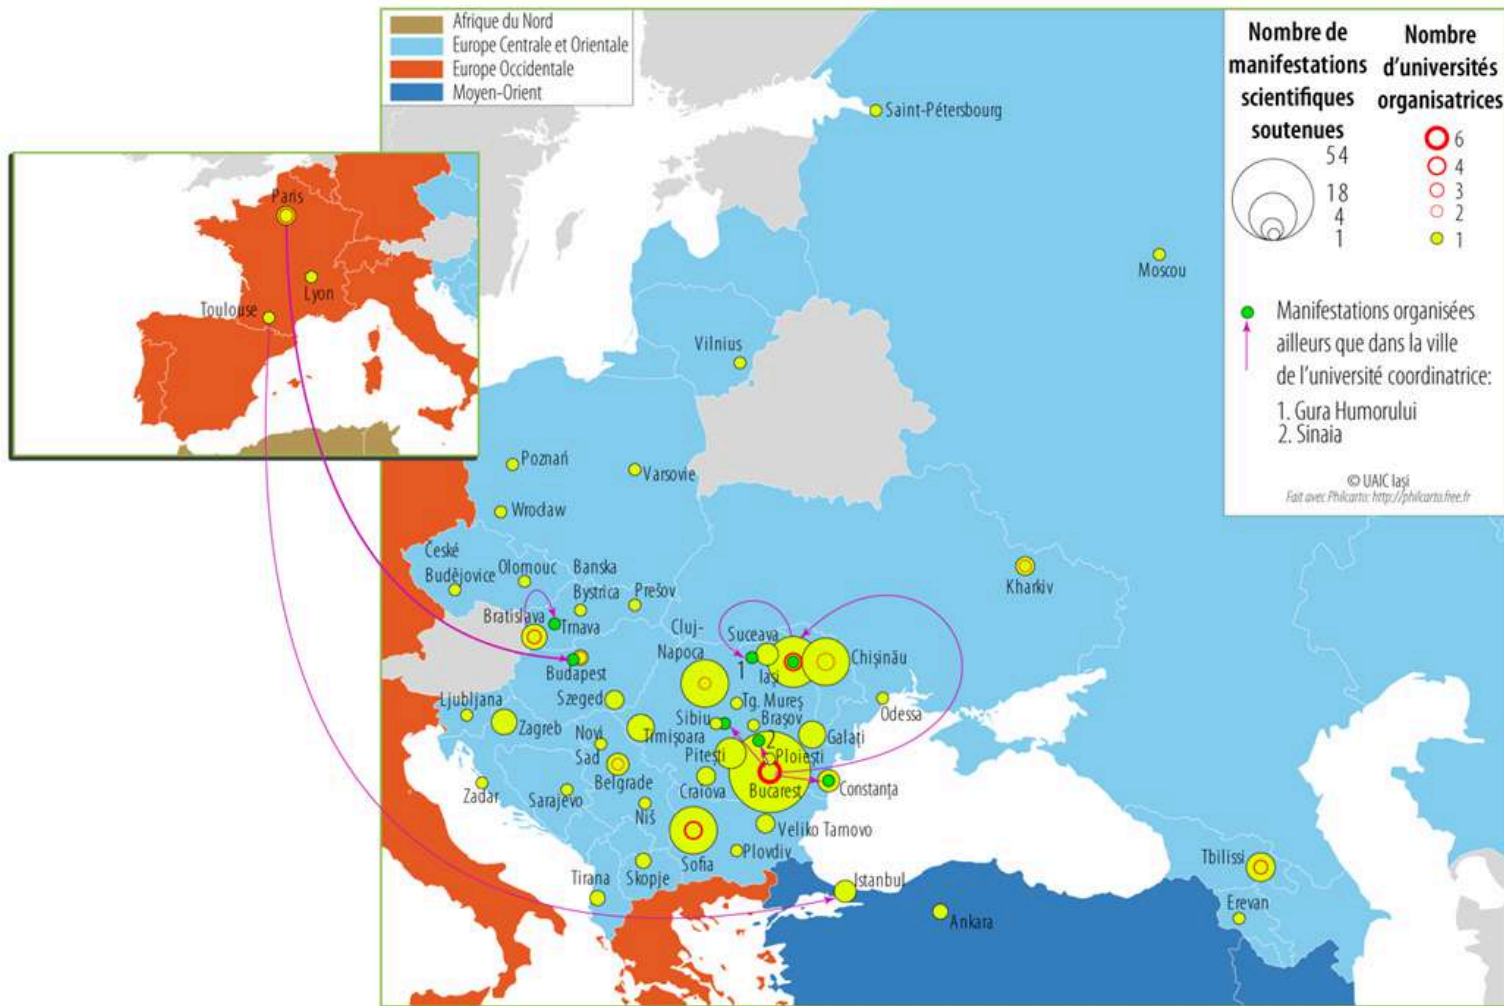 Afrique du Nord
Europe Centrale et Orientale
Europe Occidentale
Moyen-Orient
Nombre de
manifestations
scientifiques
soutenues
54
18
4
1
Nombre
d'universités
organisatrices
6
4
3
2
1
Manifestations organisées
ailleurs que dans la ville
de l'université coordinatrice:
1. Gura Humorului
2. Sinaia
© UAIC Iași
Fait avec Philcarto: http://philcarto.free.fr
Paris
Lyon
Toulouse
Saint-Pétersbourg
Moscou
Vilnius
Poznań
Varsovie
Wrocław
České
Budějovice
Olomouc
Banska
Bystrica
Prešov
Kharkiv
Bratislava
Trnava
Cluj-
Napoca
Suceava
1
Iași
Chișinău
Budapest
Szeged
Tg. Mureș
Odessa
Ljubljana
Zagreb
Sibiu
Brașov
Timișoara
Galați
2
Novi
Sad
Pitești
Ploiești
Belgrade
Craiova
Bucarest
Constanța
Zadar
Sarajevo
Niš
Veliko Tarnovo
Sofia
Plovdiv
Tirana
Skopje
Istanbul
Ankara
Tbilissi
Erevan